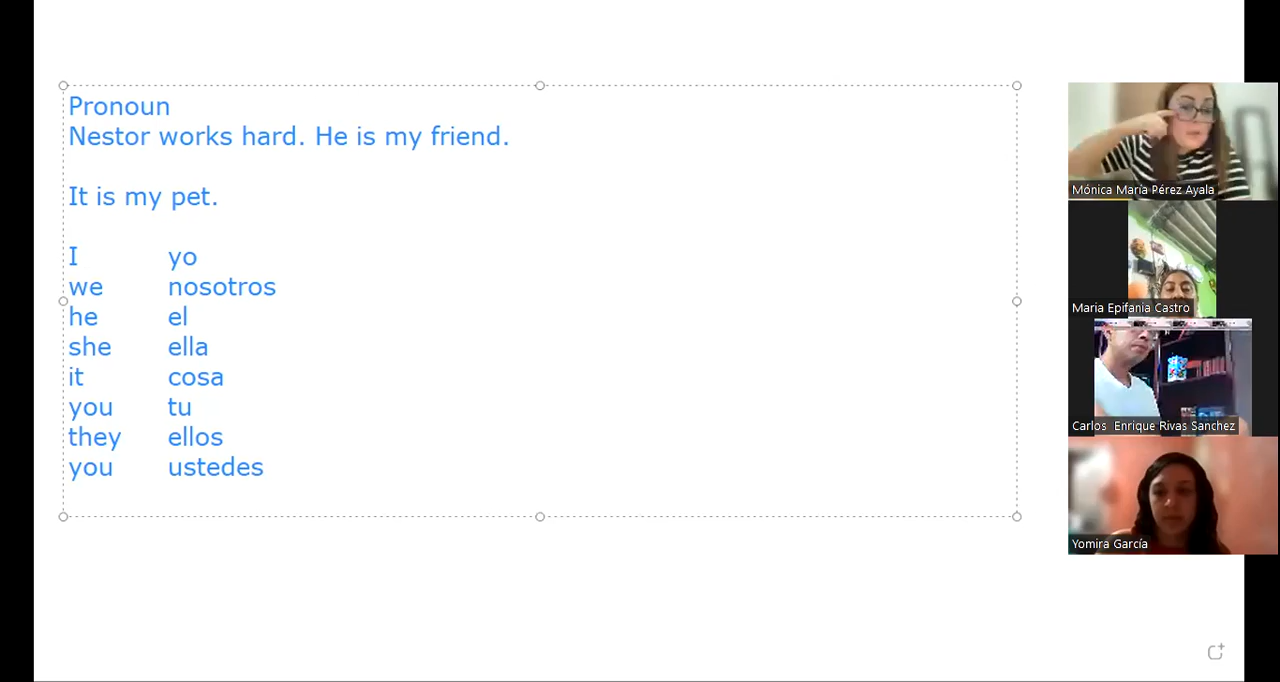 Pronoun
Nestor works hard. He is my friend.
It is my pet.
I yo
we nosotros
he el
she ella
it cosa
you tu
they ellos
you ustedes
Mónica María Pérez Ayala
Maria Epifania Castro
Carlos Enrique Rivas Sanchez
Yomira García